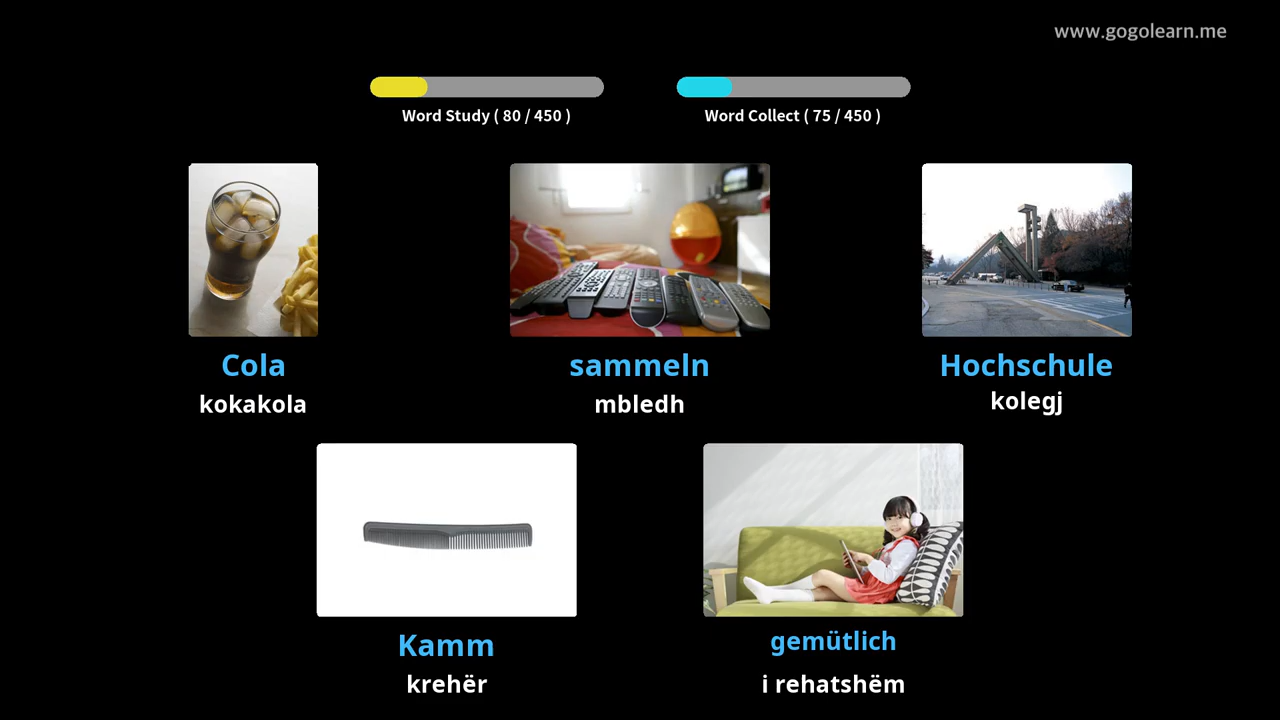 www.gogolearn.me
Word Study ( 80 / 450 )
Word Collect ( 75 / 450 )
Cola
kokakola
sammeln
mbledh
Hochschule
kolegj
Kamm
krehër
gemütlich
i rehatshëm